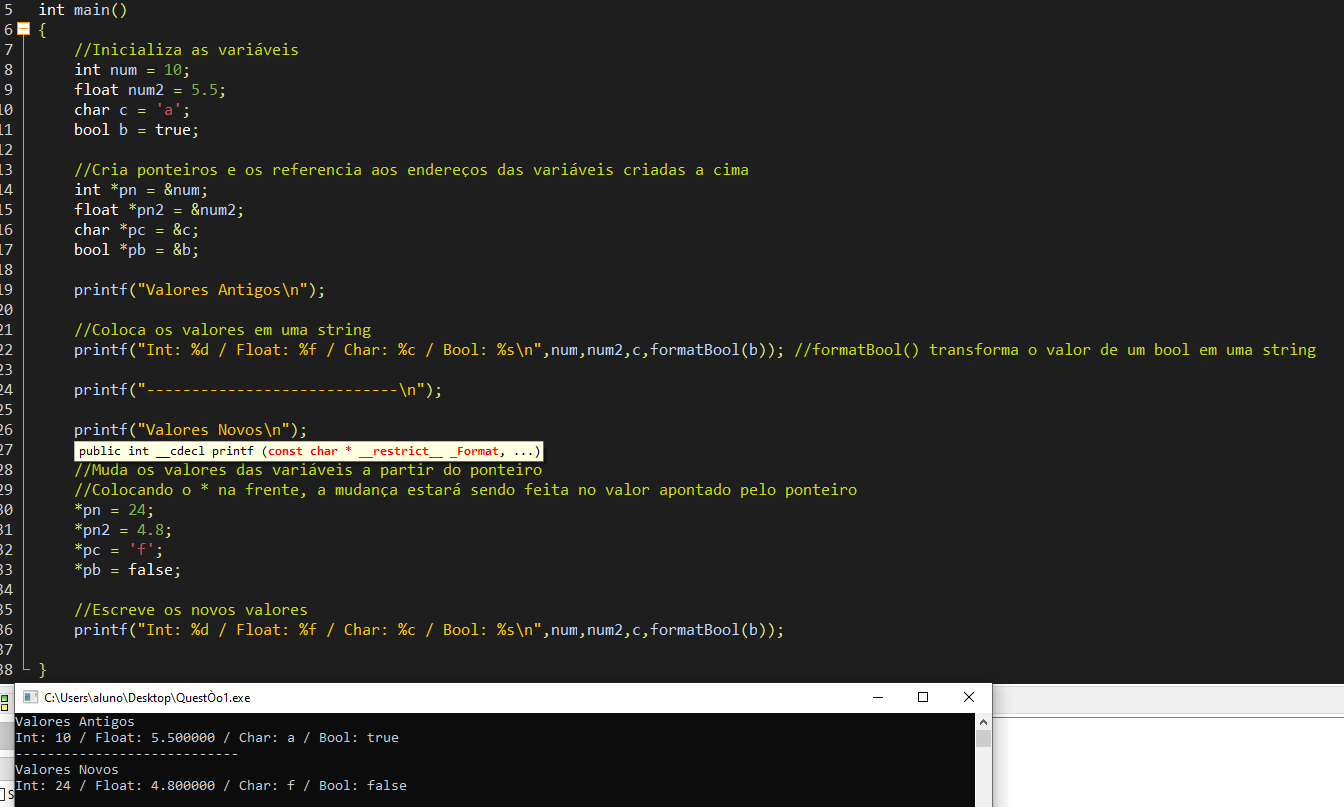 5 int main()
6 {
7 //Inicializa as variáveis
8 int num = 10;
9 float num2 = 5.5;
10 char c = 'a';
11 bool b = true;
12
13 //Cria ponteiros e os referencia aos endereços das variáveis criadas a cima
14 int *pn = &num;
15 float *pn2 = &num2;
16 char *pc = &c;
17 bool *pb = &b;
18
19 printf("Valores Antigos\n");
20
21 //Coloca os valores em uma string
22 printf("Int: %d / Float: %f / Char: %c / Bool: %s\n",num,num2,c,formatBool(b)); //formatBool() transforma o valor de um bool em uma string
23
24 printf("----------------------------\n");
25
26 printf("Valores Novos\n");
27 public int __cdecl printf (const char * __restrict__ _Format, ...)
28 //Muda os valores das variáveis a partir do ponteiro
29 //Colocando o * na frente, a mudança estará sendo feita no valor apontado pelo ponteiro
30 *pn = 24;
31 *pn2 = 4.8;
32 *pc = 'f';
33 *pb = false;
34
35 //Escreve os novos valores
36 printf("Int: %d / Float: %f / Char: %c / Bool: %s\n",num,num2,c,formatBool(b));
37
38 }
C:\Users\aluno\Desktop\QuestÒo1.exe
Valores Antigos
Int: 10 / Float: 5.500000 / Char: a / Bool: true
----------------------------
Valores Novos
Int: 24 / Float: 4.800000 / Char: f / Bool: false